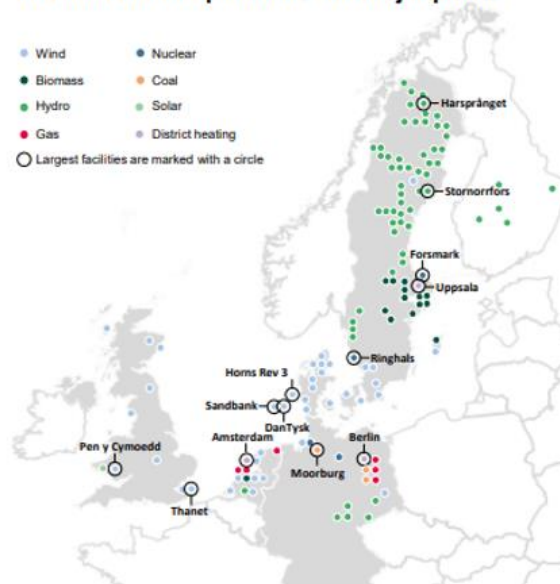 Wind
Nuclear
Biomass
Coal
Hydro
Solar
Gas
District heating
Largest facilities are marked with a circle
Harsprånget
Stornorrfors
Forsmark
Uppsala
Ringhals
Horns Rev 3
Sandbank
DanTysk
Amsterdam
Berlin
Pen y Cymoedd
Moorburg
Thanet